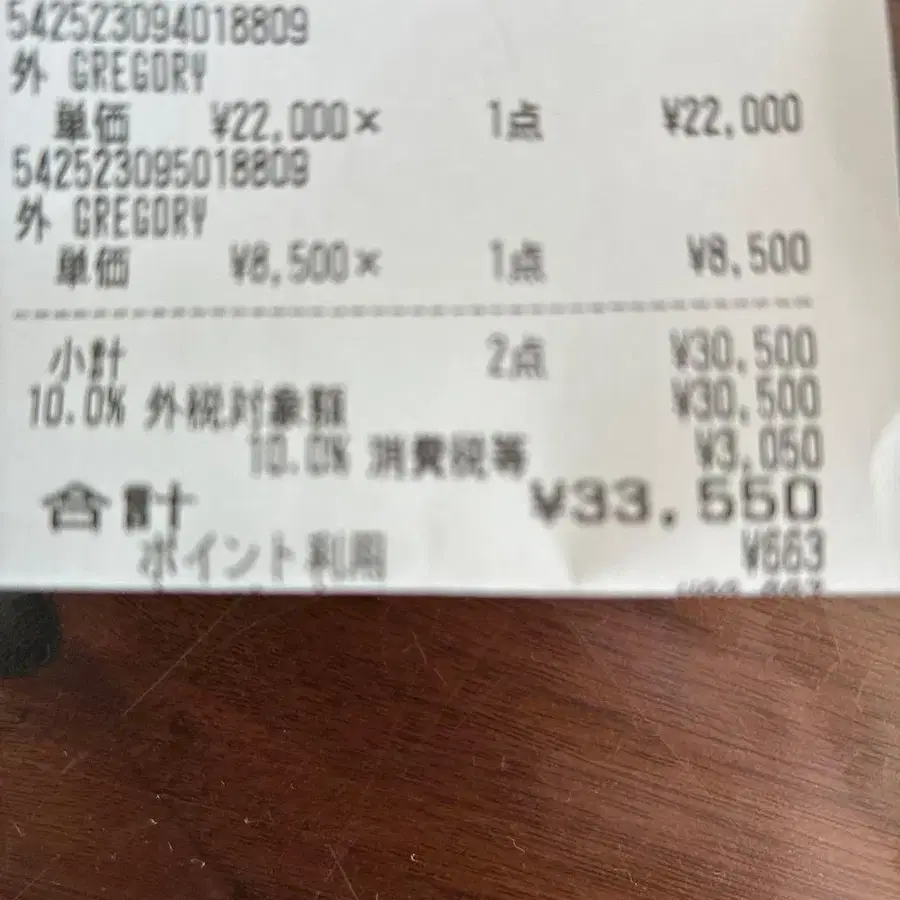 542523094018809
外 GREGORY
単価 ¥22,000× 1点 ¥22,000
542523095018809
外 GREGORY
単価 ¥8,500× 1点 ¥8,500
小計 2点 ¥30,500
10.0% 外税対象額 ¥30,500
10.0% 消費税等 ¥3,050
合計 ¥33,550
ポイント利用 ¥663